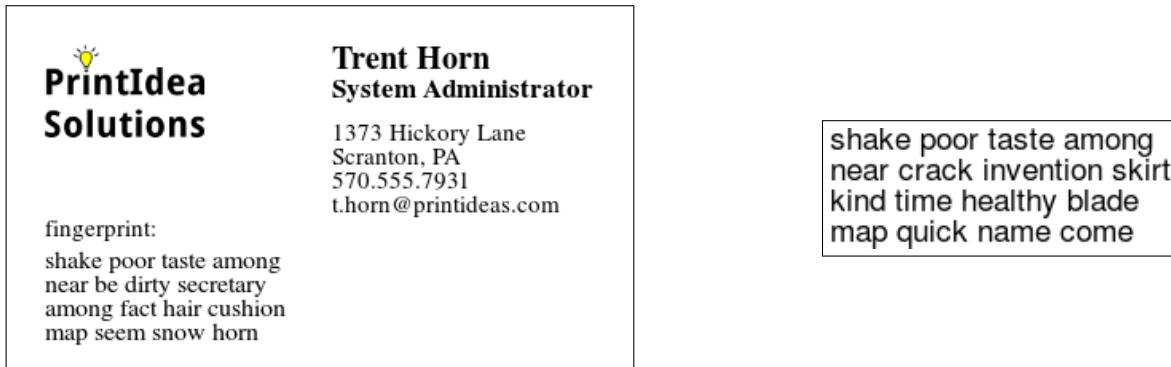 PrintIdea
Solutions
Trent Horn
System Administrator
1373 Hickory Lane
Scranton, PA
570.555.7931
t.horn@printideas.com
fingerprint:
shake poor taste among
near be dirty secretary
among fact hair cushion
map seem snow horn
shake poor taste among
near crack invention skirt
kind time healthy blade
map quick name come